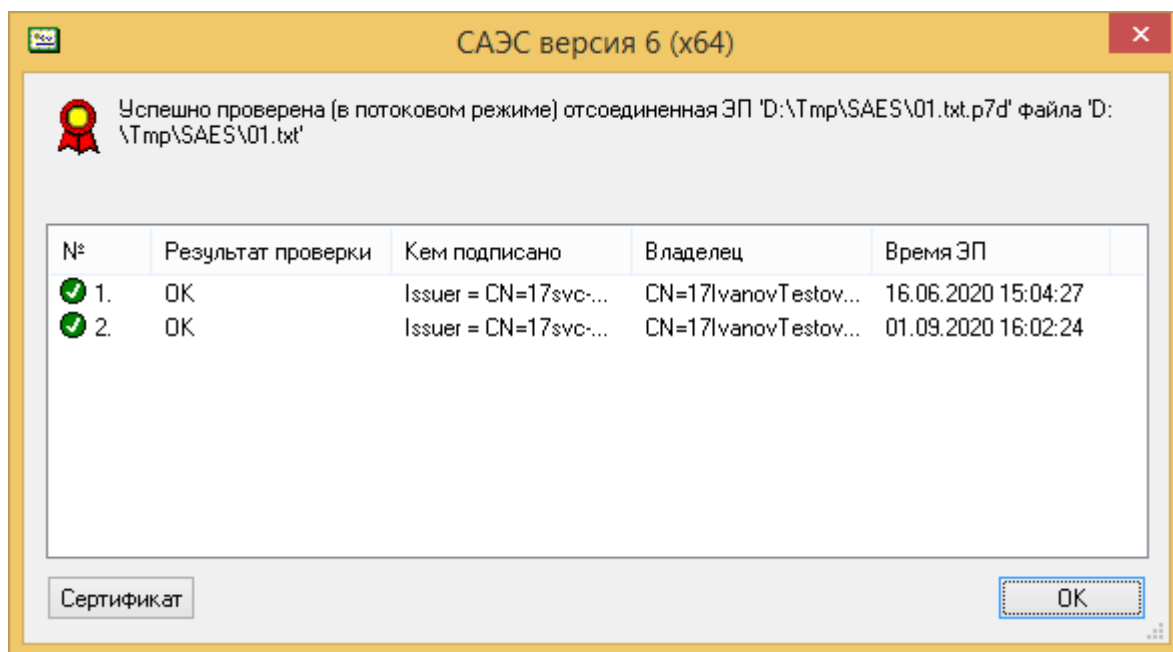 САЭС версия 6 (x64)
Успешно проверена (в потоковом режиме) отсоединенная ЭП 'D:\Tmp\SAES\01.txt.p7d' файла 'D:
\Tmp\SAES\01.txt'
№ Результат проверки Кем подписано Владелец Время ЭП
1. OK Issuer = CN=17svc-... CN=17IvanovTestov... 16.06.2020 15:04:27
2. OK Issuer = CN=17svc-... CN=17IvanovTestov... 01.09.2020 16:02:24
Сертификат OK